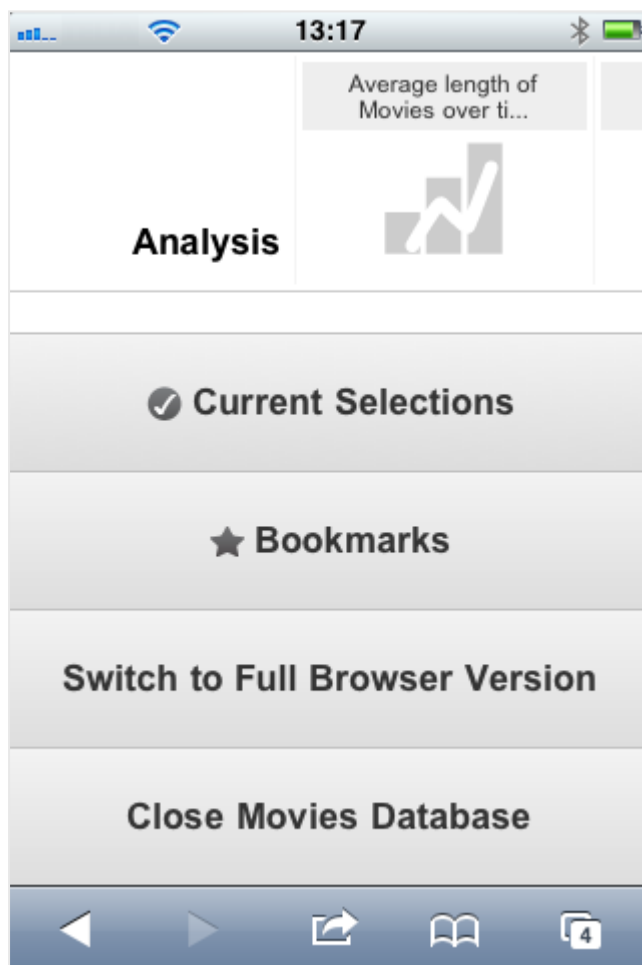 13:17
Average length of
Movies over ti...
Analysis
Current Selections
Bookmarks
Switch to Full Browser Version
Close Movies Database
4